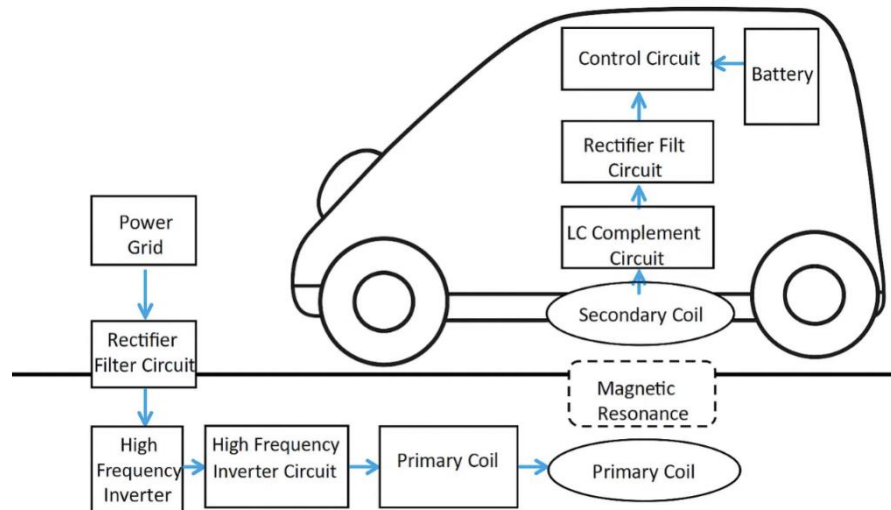 Control Circuit
Battery
Rectifier Filt
Circuit
LC Complement
Circuit
Secondary Coil
Power
Grid
Rectifier
Filter Circuit
Magnetic
Resonance
High
Frequency
Inverter
High Frequency
Inverter Circuit
Primary Coil
Primary Coil